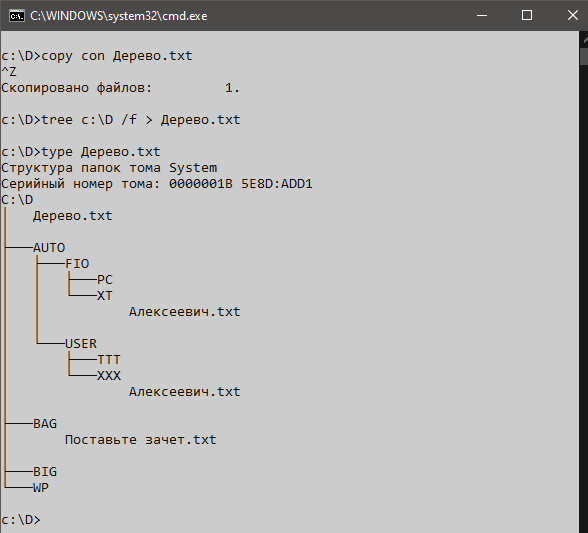 C:\WINDOWS\system32\cmd.exe
c:\D>copy con Дерево.txt
^Z
Скопировано файлов:         1.
c:\D>tree c:\D /f > Дерево.txt
c:\D>type Дерево.txt
Структура папок тома System
Серийный номер тома: 0000001B 5E8D:ADD1
C:\D
│   Дерево.txt
│
├───AUTO
│   ├───FIO
│   │   ├───PC
│   │   └───XT
│   │           Алексеевич.txt
│   │
│   └───USER
│       ├───TTT
│       └───XXX
│               Алексеевич.txt
│
├───BAG
│       Поставьте зачет.txt
│
├───BIG
└───WP
c:\D>